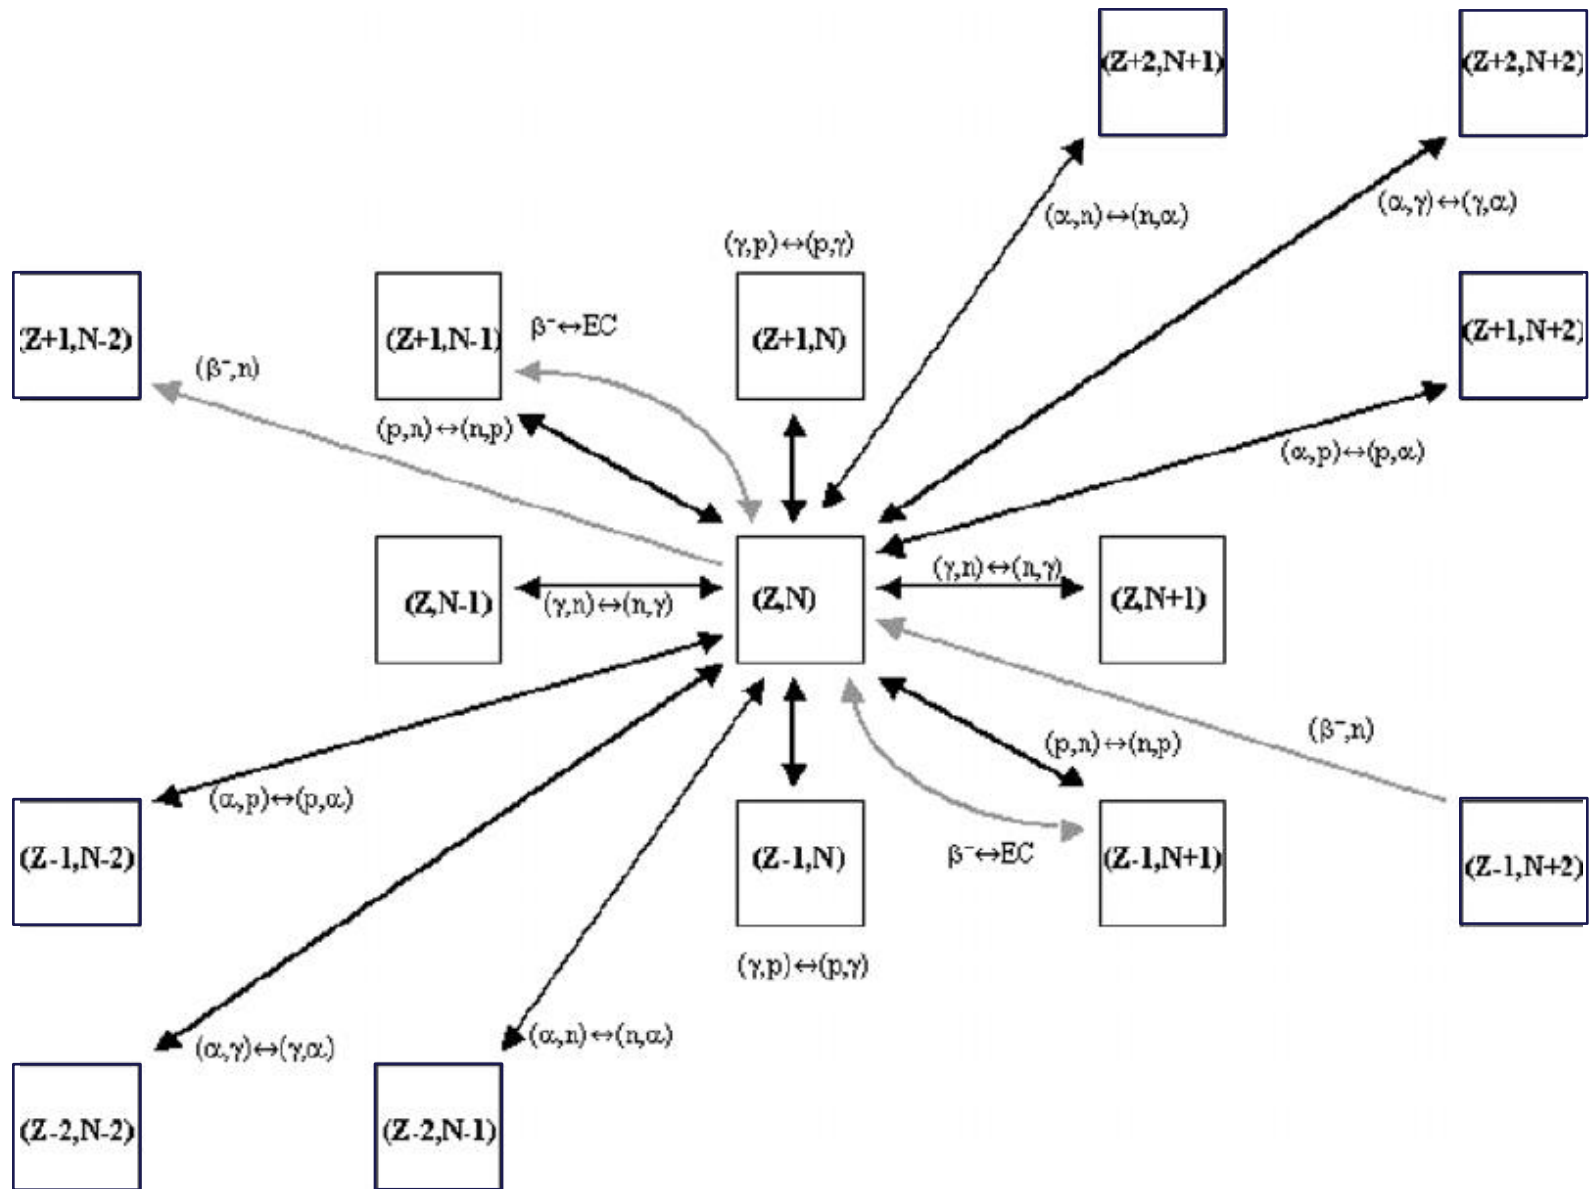 (Z+2,N+1)
(Z+2,N+2)
(α,n)↔(n,α)
(α,γ)↔(γ,α)
(γ,p)↔(p,γ)
(Z+1,N-2)
(Z+1,N-1)
β⁻↔EC
(Z+1,N)
(Z+1,N+2)
(β⁻,n)
(p,n)↔(n,p)
(α,p)↔(p,α)
(Z,N-1)
(γ,n)↔(n,γ)
(Z,N)
(γ,n)↔(n,γ)
(Z,N+1)
(β⁻,n)
(p,n)↔(n,p)
(α,p)↔(p,α)
(Z-1,N-2)
(Z-1,N)
β⁻↔EC
(Z-1,N+1)
(Z-1,N+2)
(γ,p)↔(p,γ)
(α,γ)↔(γ,α)
(α,n)↔(n,α)
(Z-2,N-2)
(Z-2,N-1)